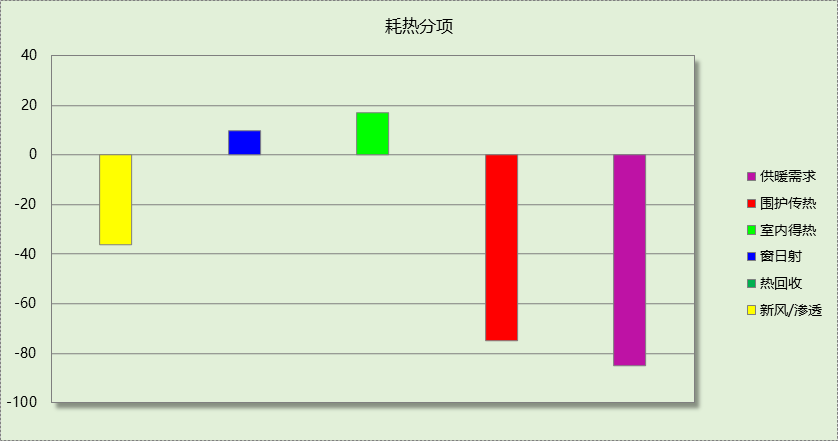 耗热分项
40
20
0
-20
-40
-60
-80
-100
供暖需求
围护传热
室内得热
窗日射
热回收
新风/渗透